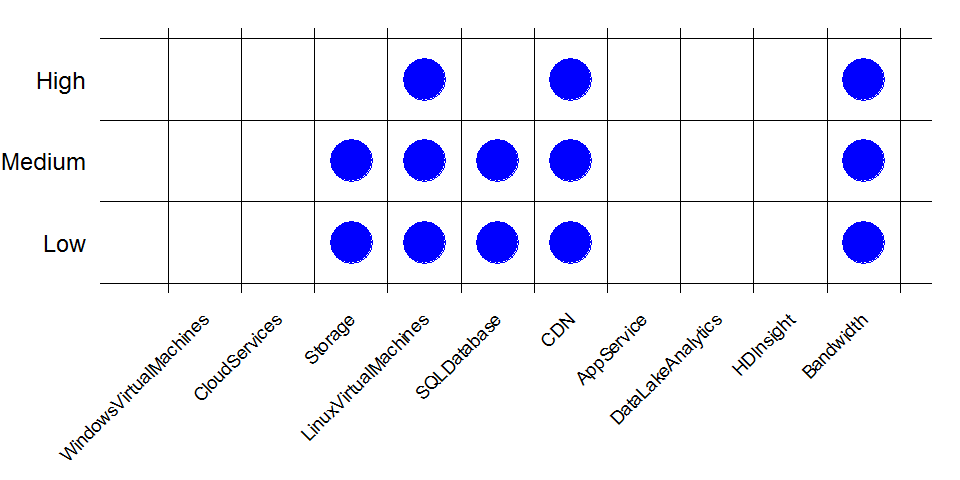 High
Medium
Low
WindowsVirtualMachines
CloudServices
Storage
LinuxVirtualMachines
SQLDatabase
CDN
AppService
DataLakeAnalytics
HDInsight
Bandwidth